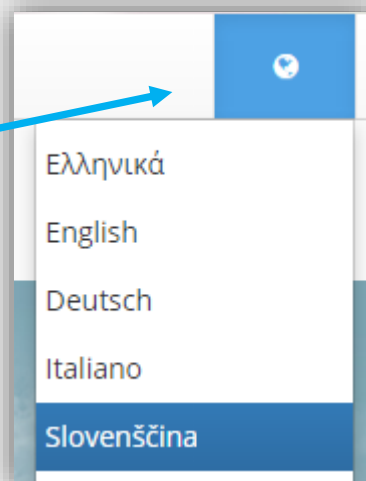 Ελληνικά
English
Deutsch
Italiano
Slovenščina